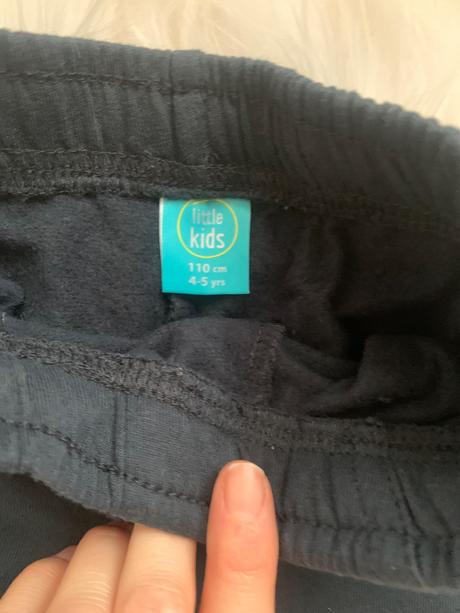 little
kids
110 cm
4-5 yrs